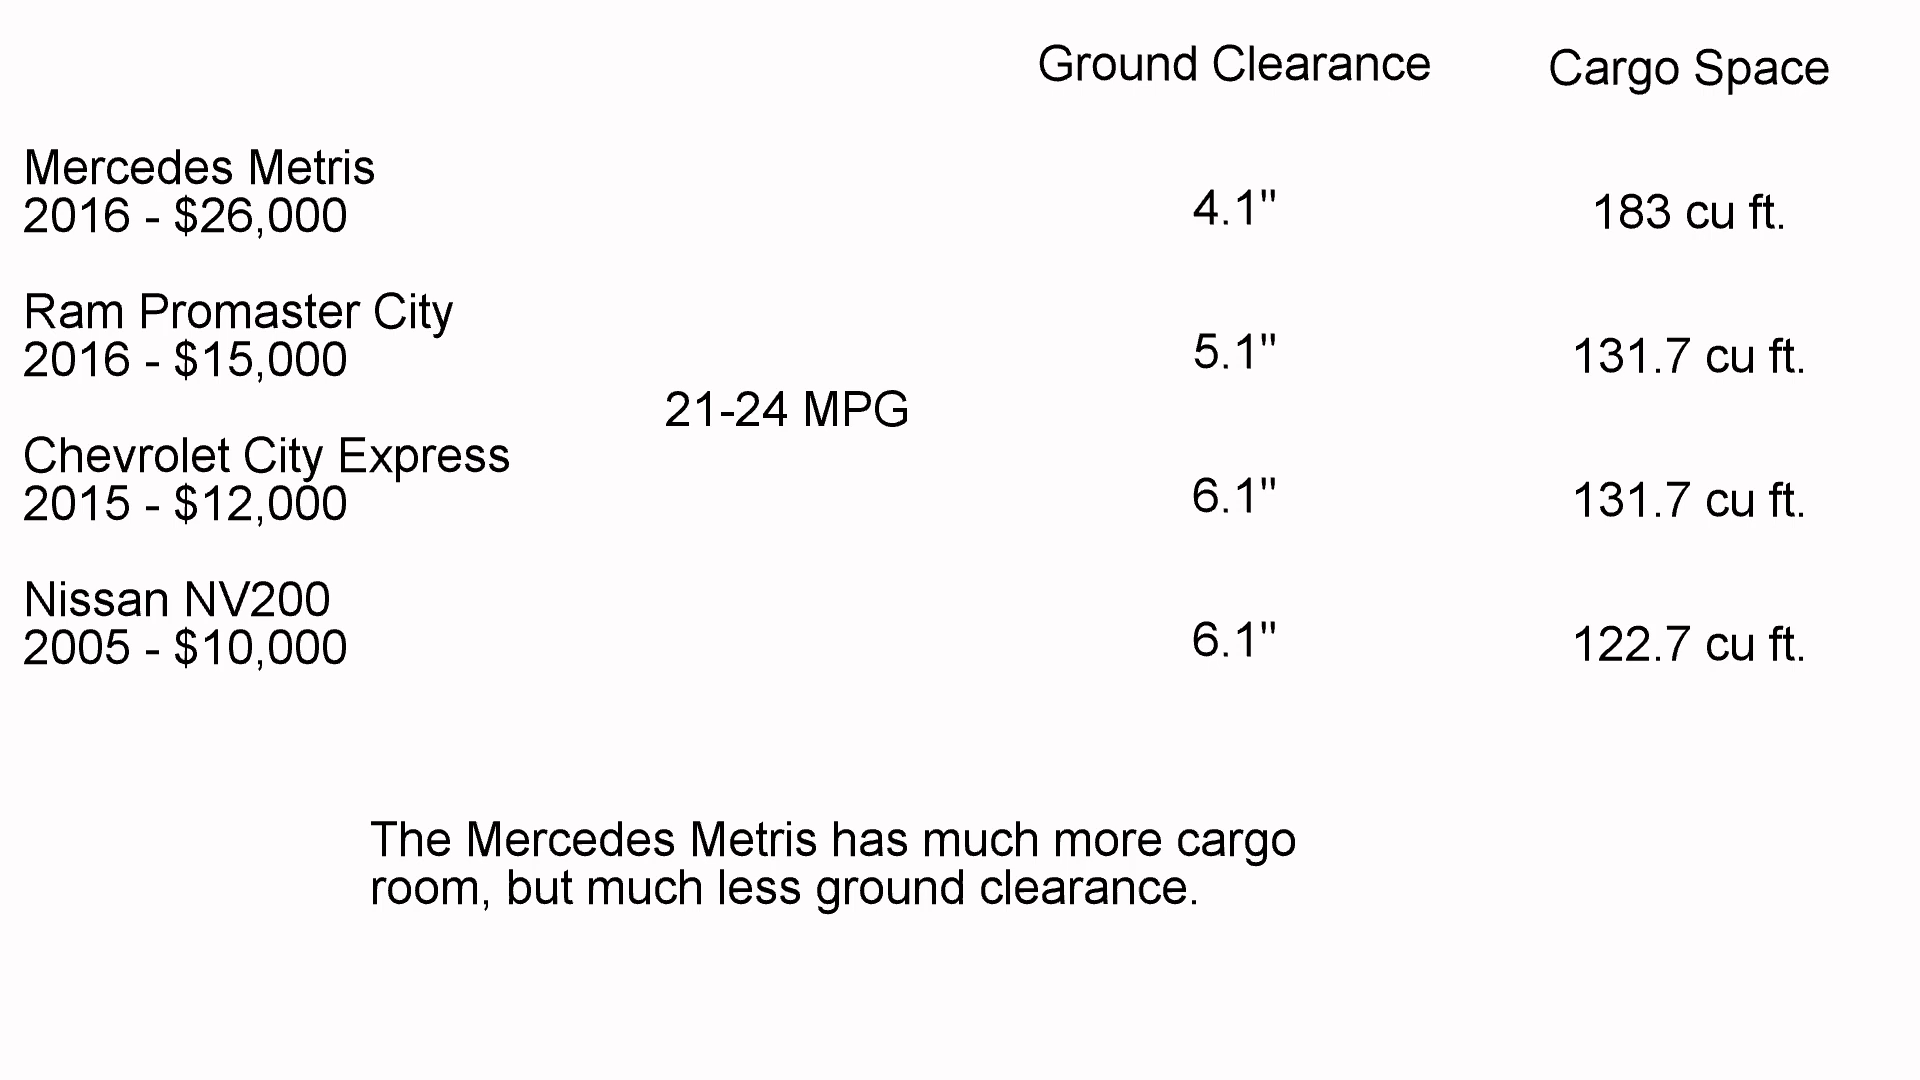 Ground Clearance
Cargo Space
Mercedes Metris
2016 - $26,000
4.1"
183 cu ft.
Ram Promaster City
2016 - $15,000
5.1"
131.7 cu ft.
21-24 MPG
Chevrolet City Express
2015 - $12,000
6.1"
131.7 cu ft.
Nissan NV200
2005 - $10,000
6.1"
122.7 cu ft.
The Mercedes Metris has much more cargo
room, but much less ground clearance.